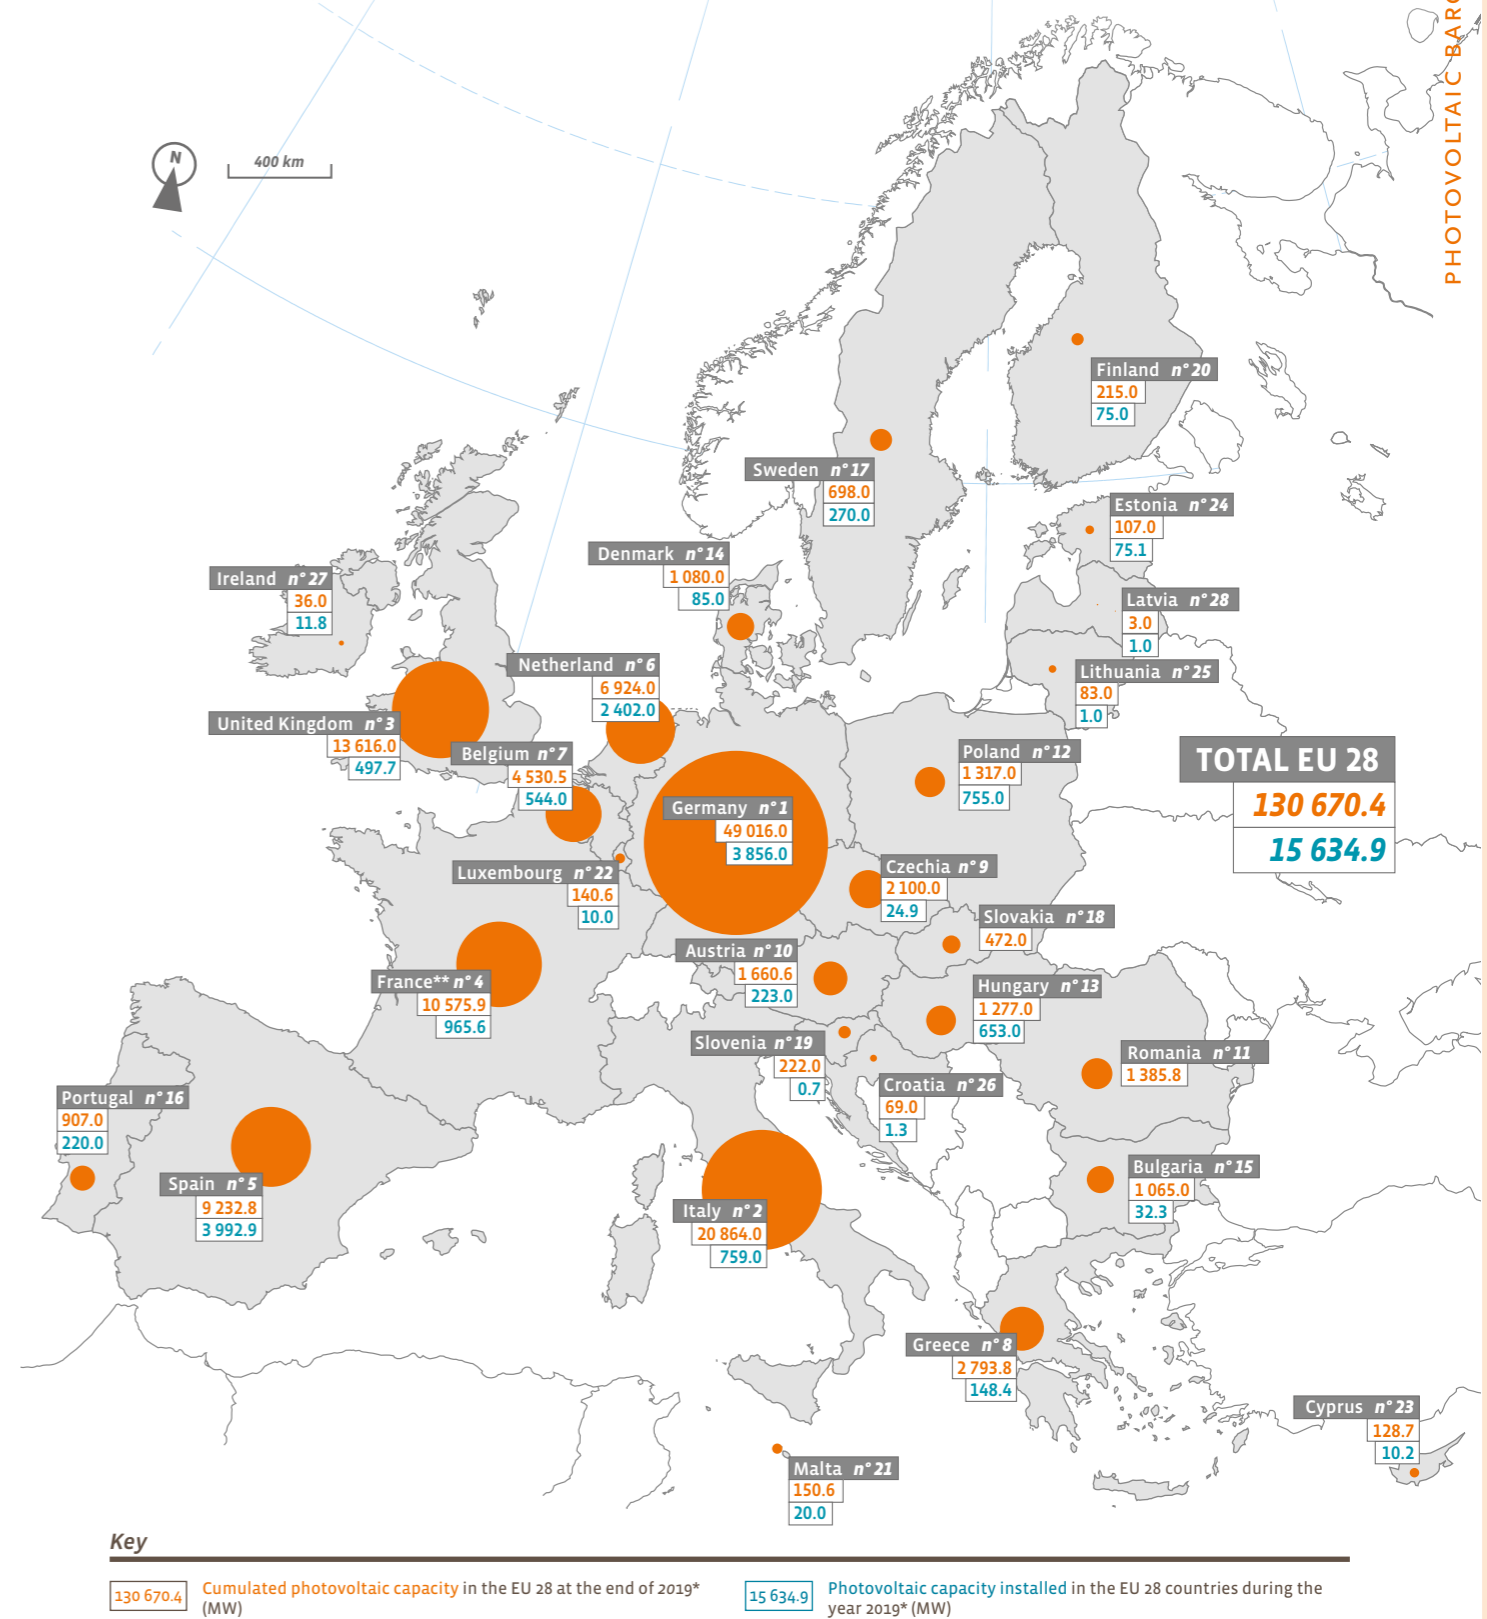 PHOTOVOLTAIC
N
400 km
Finland n° 20
215.0
75.0
Sweden n° 17
698.0
270.0
Estonia n° 24
107.0
75.1
Denmark n° 14
1 080.0
85.0
Ireland n° 27
36.0
11.8
Latvia n° 28
3.0
1.0
Netherland n° 6
6 924.0
2 402.0
Lithuania n° 25
83.0
1.0
United Kingdom n° 3
13 616.0
497.7
Belgium n° 7
4 530.5
544.0
Poland n° 12
1 317.0
755.0
TOTAL EU 28
130 670.4
15 634.9
Germany n° 1
49 016.0
3 856.0
Luxembourg n° 22
140.6
10.0
Czechia n° 9
2 100.0
24.9
Slovakia n° 18
472.0
Austria n° 10
1 660.6
223.0
France** n° 4
10 575.9
965.6
Hungary n° 13
1 277.0
653.0
Slovenia n° 19
222.0
0.7
Romania n° 11
1 385.8
Croatia n° 26
69.0
1.3
Portugal n° 16
907.0
220.0
Spain n° 5
9 232.8
3 992.9
Bulgaria n° 15
1 065.0
32.3
Italy n° 2
20 864.0
759.0
Greece n° 8
2 793.8
148.4
Cyprus n° 23
128.7
10.2
Malta n° 21
150.6
20.0
Key
130 670.4
Cumulated photovoltaic capacity in the EU 28 at the end of 2019*
(MW)
15 634.9
Photovoltaic capacity installed in the EU 28 countries during the
year 2019* (MW)